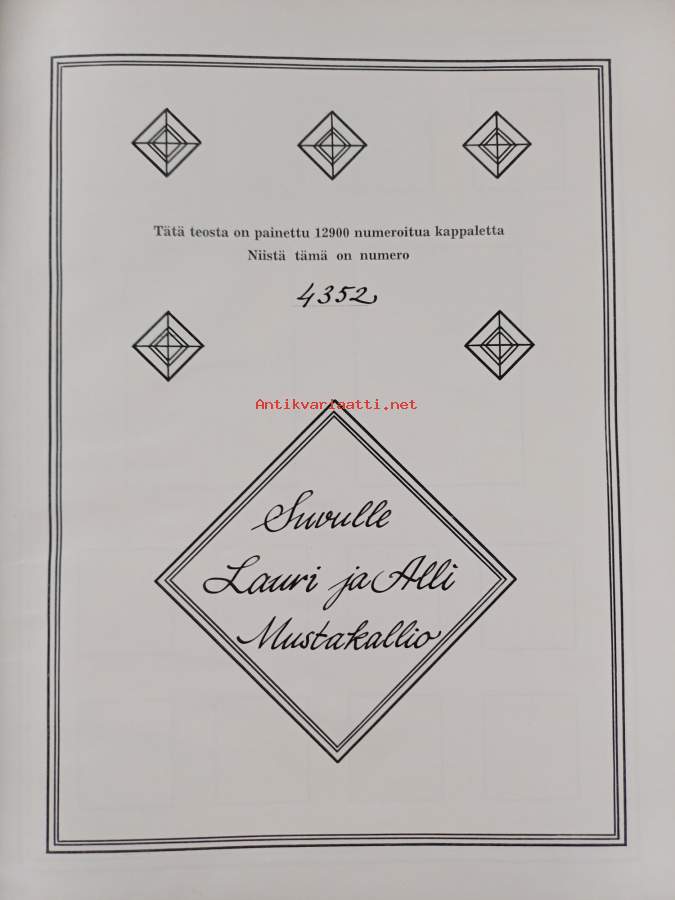 Tätä teosta on painettu 12900 numeroitua kappaletta
Niistä tämä on numero
4352
Antikvariaatti.net
Suvulle
Lauri ja Alli
Mustakallio